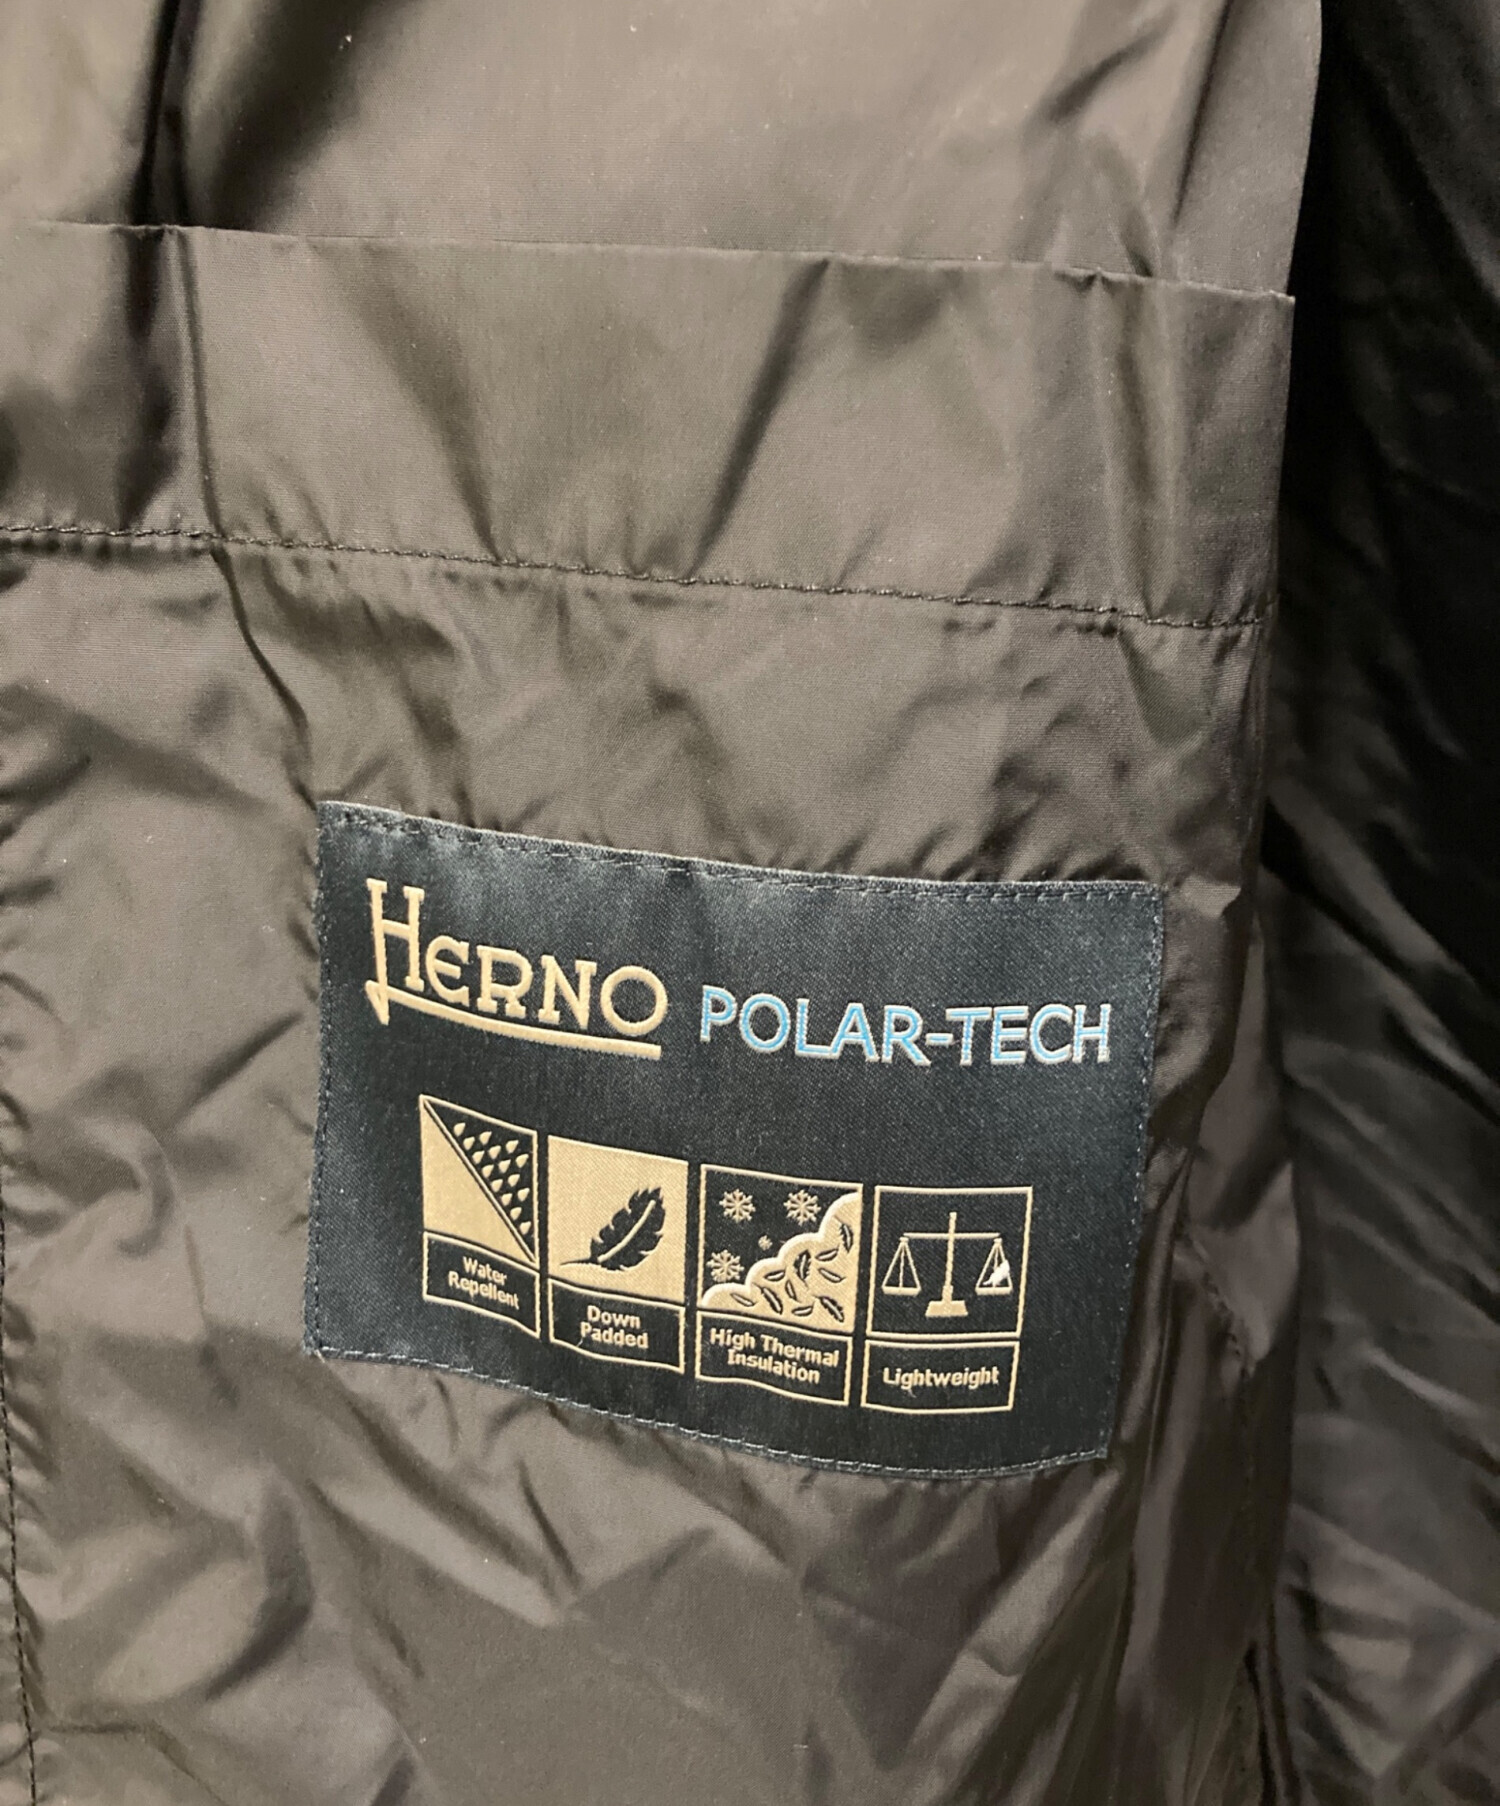 HERNO POLAR-TECH
Water
Repellent
Down
Padded
High Thermal
Insulation
Lightweight